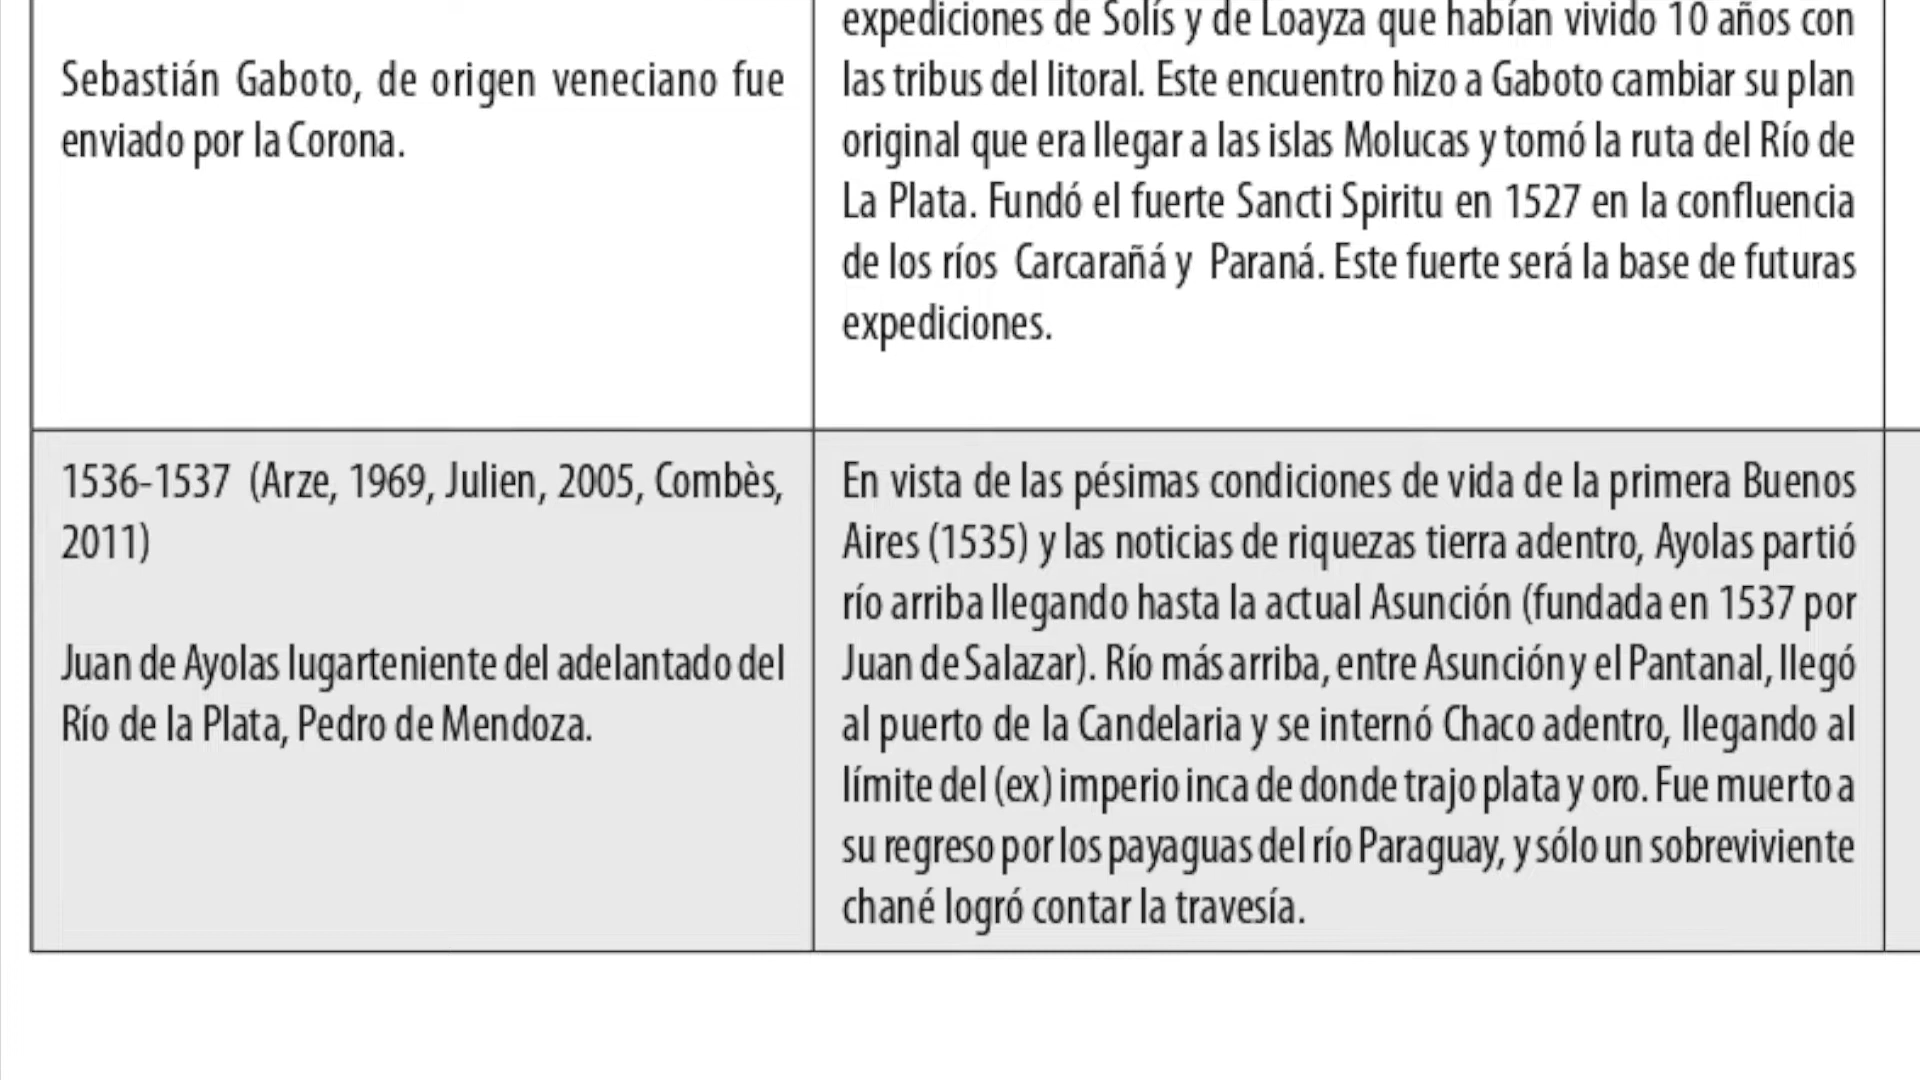 Sebastián Gaboto, de origen veneciano fue
enviado por la Corona.
expediciones de Solís y de Loayza que habían vivido 10 años con
las tribus del litoral. Este encuentro hizo a Gaboto cambiar su plan
original que era llegar a las islas Molucas y tomó la ruta del Río de
La Plata. Fundó el fuerte Sancti Spiritu en 1527 en la confluencia
de los ríos Carcarañá y Paraná. Este fuerte será la base de futuras
expediciones.
1536-1537 (Arze, 1969, Julien, 2005, Combès,
2011)
Juan de Ayolas lugarteniente del adelantado del
Río de la Plata, Pedro de Mendoza.
En vista de las pésimas condiciones de vida de la primera Buenos
Aires (1535) y las noticias de riquezas tierra adentro, Ayolas partió
río arriba llegando hasta la actual Asunción (fundada en 1537 por
Juan de Salazar). Río más arriba, entre Asunción y el Pantanal, llegó
al puerto de la Candelaria y se internó Chaco adentro, llegando al
límite del (ex) imperio inca de donde trajo plata y oro. Fue muerto a
su regreso por los payaguas del río Paraguay, y sólo un sobreviviente
chané logró contar la travesía.